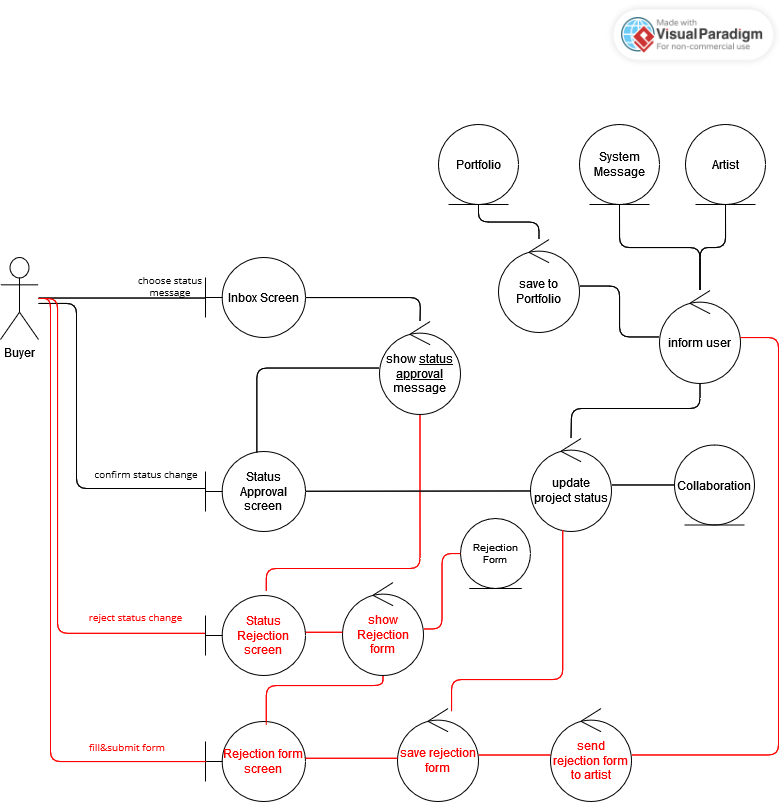 Made with
VisualParadigm
For non-commercial use
Portfolio
System
Message
Artist
choose status
message
Inbox Screen
save to
Portfolio
Buyer
show status
approval
message
inform user
confirm status change
Status
Approval
screen
update
project status
Collaboration
Rejection
Form
reject status change
Status
Rejection
screen
show
Rejection
form
fill&submit form
Rejection form
screen
save rejection
form
send
rejection form
to artist